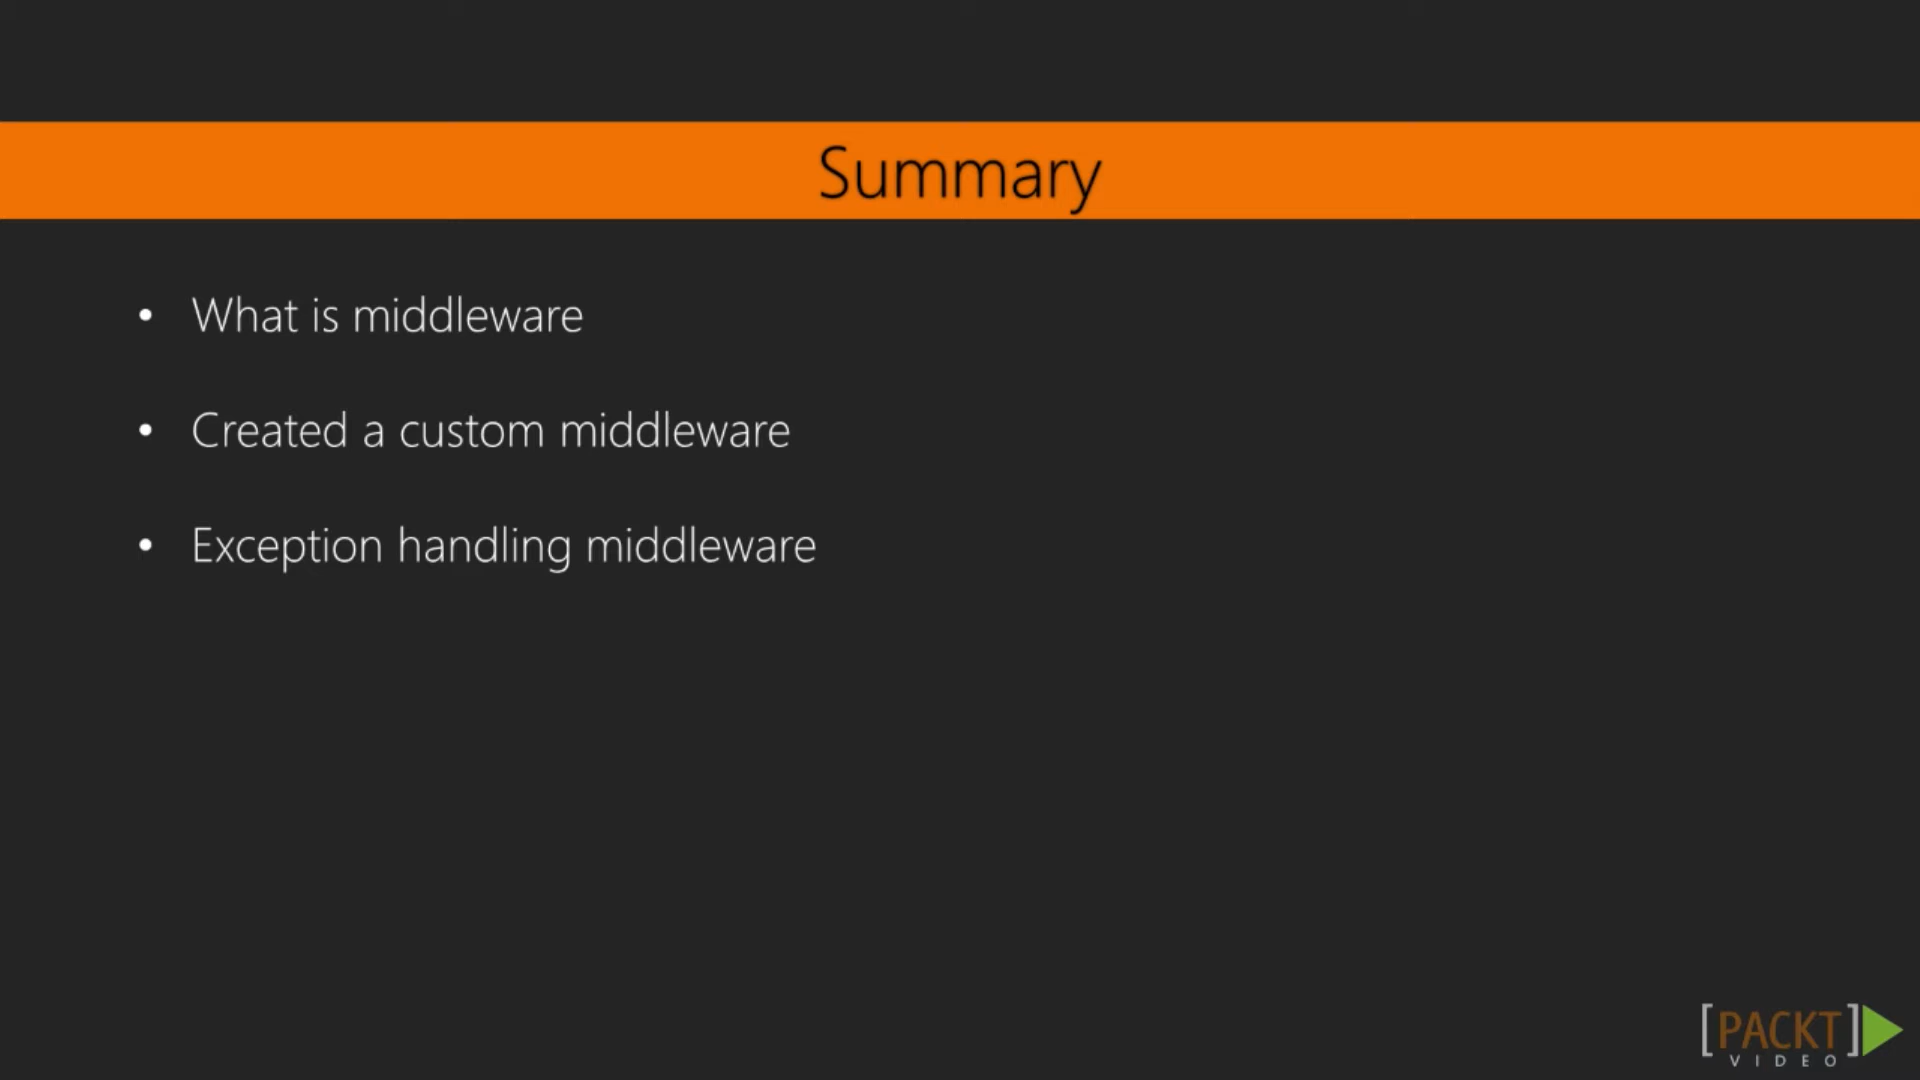 Summary
• What is middleware
• Created a custom middleware
• Exception handling middleware
[PACKT]
VIDEO